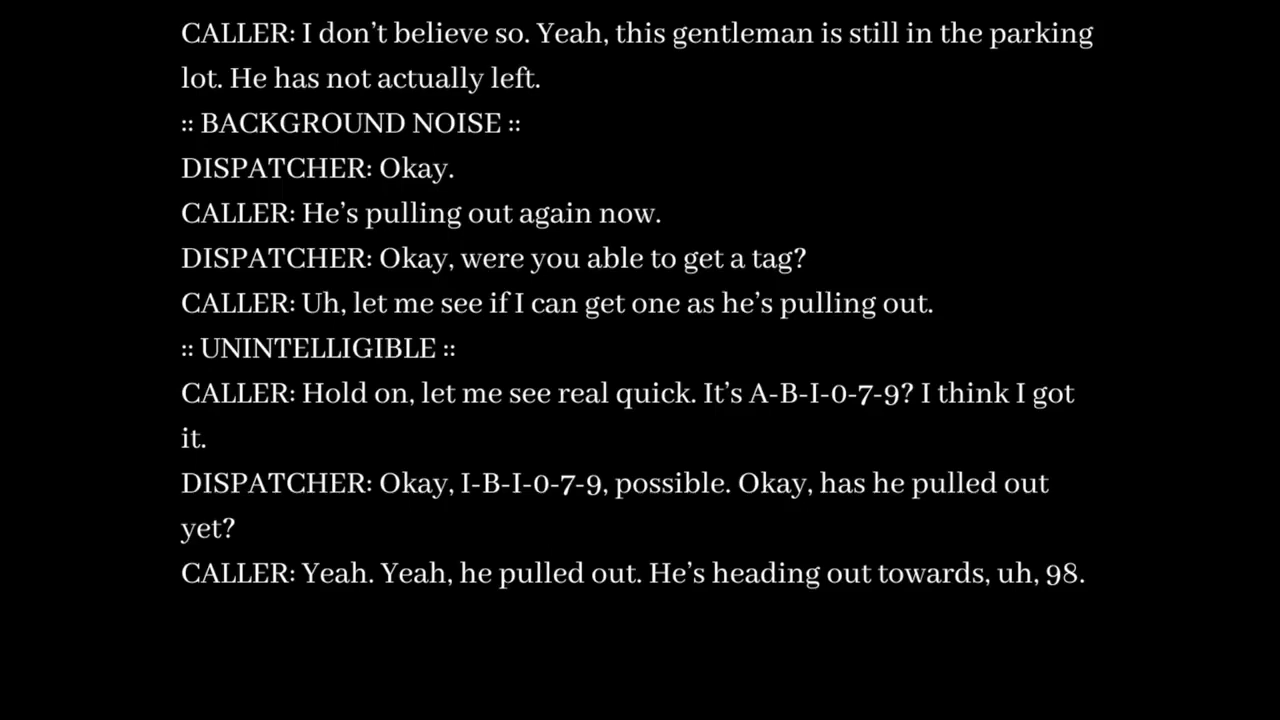 CALLER: I don’t believe so. Yeah, this gentleman is still in the parking
lot. He has not actually left.
:: BACKGROUND NOISE ::
DISPATCHER: Okay.
CALLER: He’s pulling out again now.
DISPATCHER: Okay, were you able to get a tag?
CALLER: Uh, let me see if I can get one as he’s pulling out.
:: UNINTELLIGIBLE ::
CALLER: Hold on, let me see real quick. It’s A-B-I-0-7-9? I think I got
it.
DISPATCHER: Okay, I-B-I-0-7-9, possible. Okay, has he pulled out
yet?
CALLER: Yeah. Yeah, he pulled out. He’s heading out towards, uh, 98.